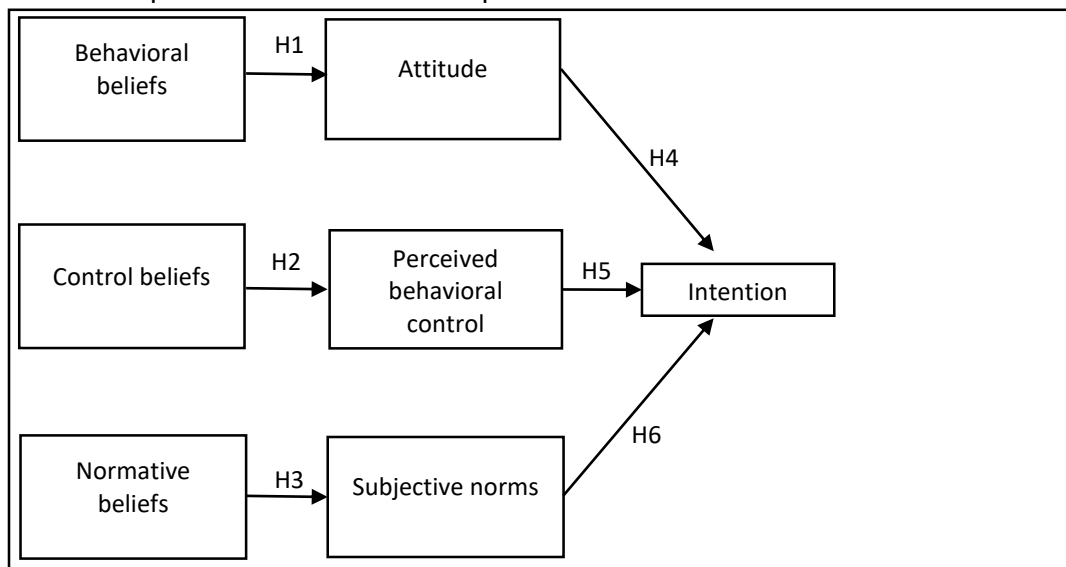 Behavioral
beliefs
H1
Attitude
H4
Control beliefs
H2
Perceived
behavioral
control
H5
Intention
Normative
beliefs
H3
Subjective norms
H6